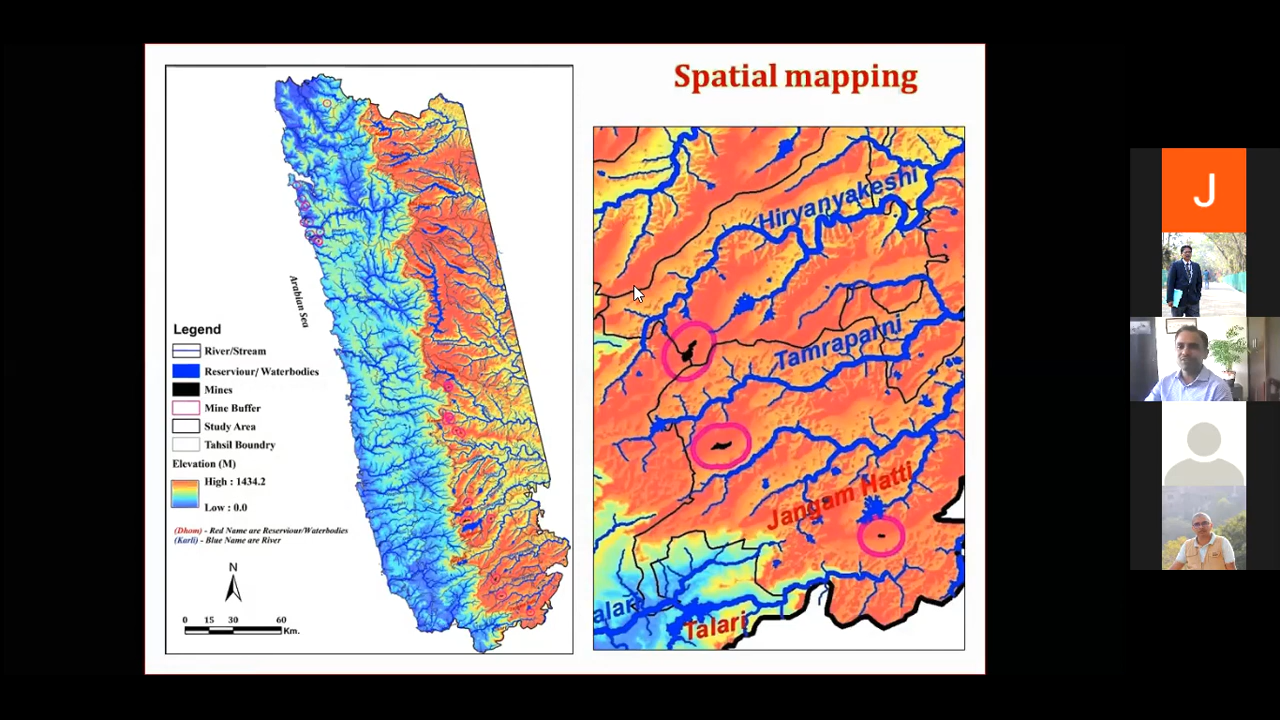 Spatial mapping
Arabian Sea
Legend
River/Stream
Reserviour/Waterbodies
Mines
Mine Buffer
Study Area
Tahsil Boundry
Elevation (M)
High : 1434.2
Low : 0.0
(Dhom) - Red Name are Reserviour/Waterbodies
(Karli) - Blue Name are River
N
0 15 30 60
Km.
Hiryanyakeshi
Tamraparni
Jangam Hatti
alari
Talari
J